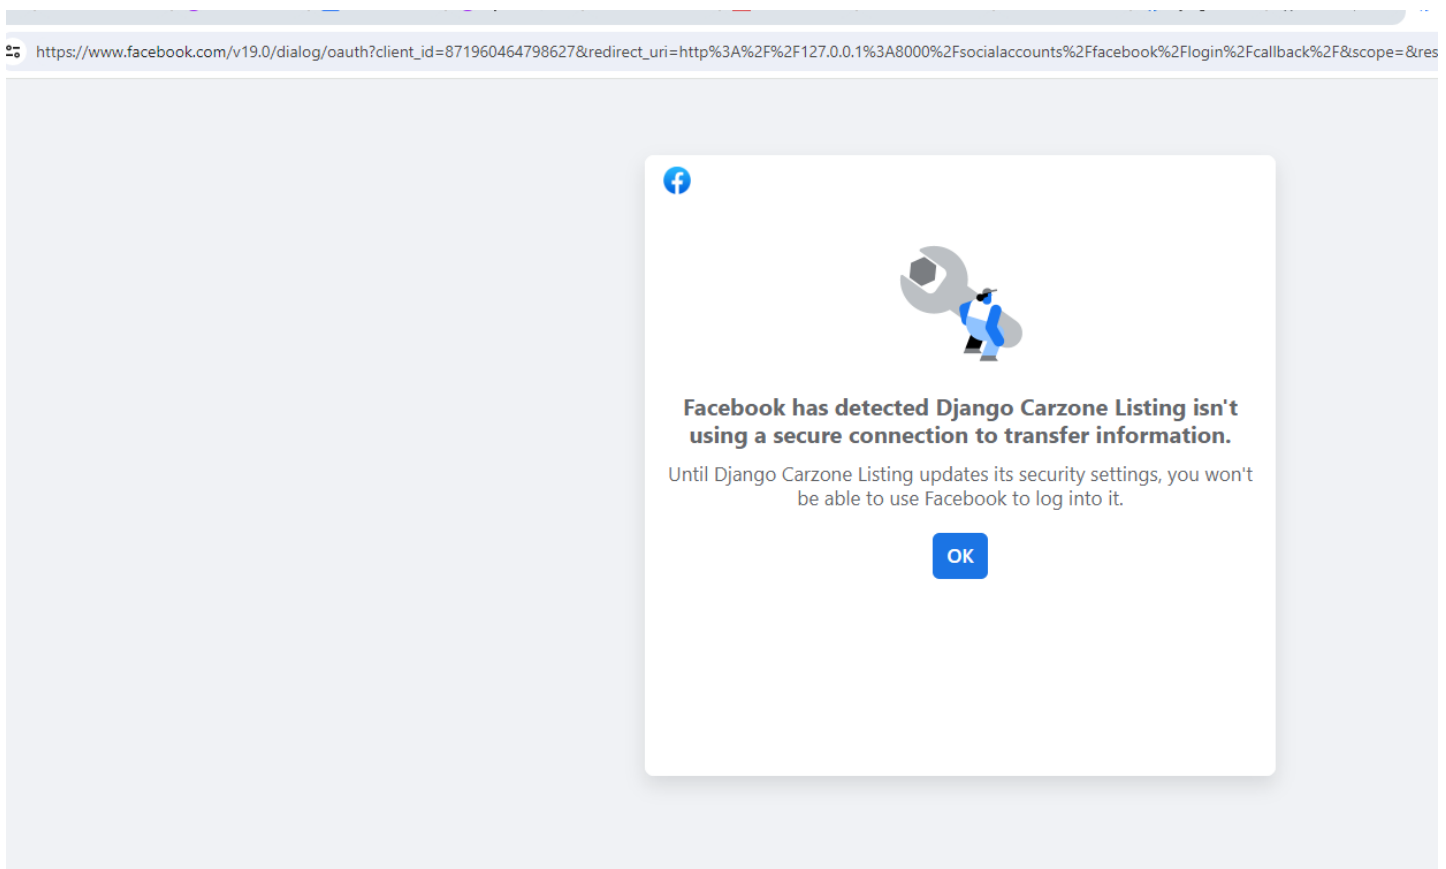 https://www.facebook.com/v19.0/dialog/oauth?client_id=871960464798627&redirect_uri=http%3A%2F%2F127.0.0.1%3A8000%2Fsocialaccounts%2Ffacebook%2Flogin%2Fcallback%2F&scope=&res
Facebook has detected Django Carzone Listing isn't
using a secure connection to transfer information.
Until Django Carzone Listing updates its security settings, you won't
be able to use Facebook to log into it.
OK